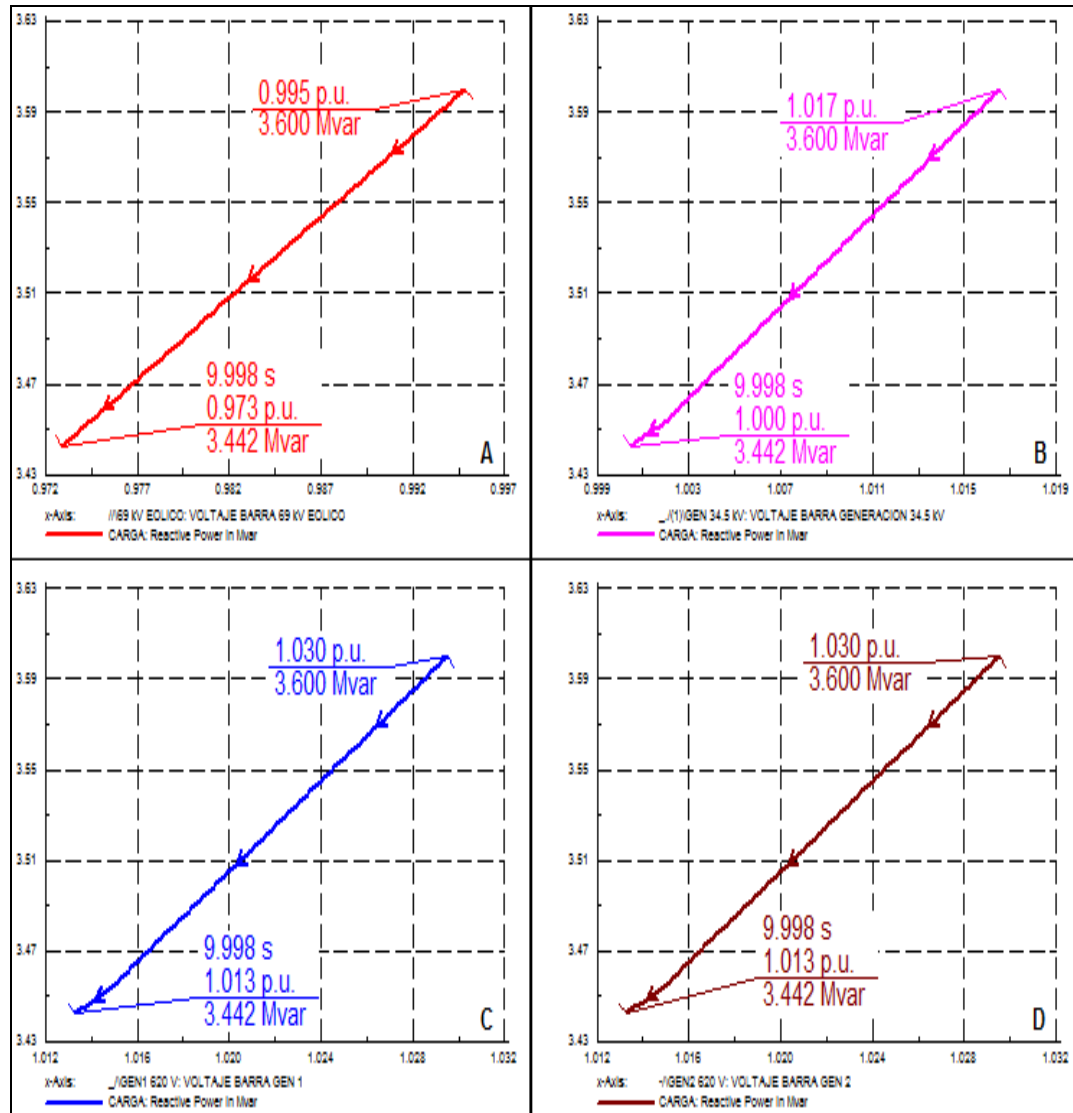 3.63
3.59
3.55
3.51
3.47
3.43
0.995 p.u.
3.600 Mvar
9.998 s
0.973 p.u.
3.442 Mvar
A
0.972 0.977 0.982 0.987 0.992 0.997
x-Axis: //\69 kV EOLICO: VOLTAJE BARRA 69 kV EOLICO
CARGA: Reactive Power In Mvar
3.63
3.59
3.55
3.51
3.47
3.43
1.017 p.u.
3.600 Mvar
9.998 s
1.000 p.u.
3.442 Mvar
B
0.999 1.003 1.007 1.011 1.015 1.019
x-Axis: _./(1)\GEN 34.5 kV: VOLTAJE BARRA GENERACION 34.5 kV
CARGA: Reactive Power In Mvar
3.63
3.59
3.55
3.51
3.47
3.43
1.030 p.u.
3.600 Mvar
9.998 s
1.013 p.u.
3.442 Mvar
C
1.012 1.016 1.020 1.024 1.028 1.032
x-Axis: _/\GEN1 620 V: VOLTAJE BARRA GEN 1
CARGA: Reactive Power In Mvar
3.63
3.59
3.55
3.51
3.47
3.43
1.030 p.u.
3.600 Mvar
9.998 s
1.013 p.u.
3.442 Mvar
D
1.012 1.016 1.020 1.024 1.028 1.032
x-Axis: -/\GEN2 620 V: VOLTAJE BARRA GEN 2
CARGA: Reactive Power In Mvar